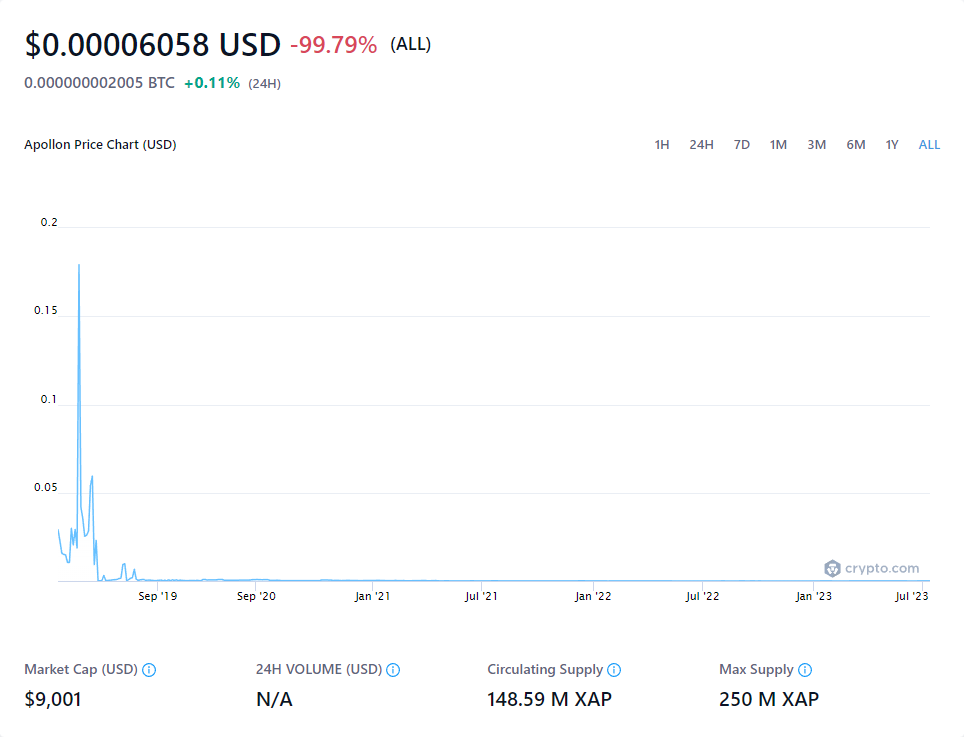 $0.00006058 USD -99.79% (ALL)
0.000000002005 BTC +0.11% (24H)
Apollon Price Chart (USD) 1H 24H 7D 1M 3M 6M 1Y ALL
0.2
0.15
0.1
0.05
crypto.com
Sep '19 Sep '20 Jan '21 Jul '21 Jan '22 Jul '22 Jan '23 Jul '23
Market Cap (USD) 24H VOLUME (USD) Circulating Supply Max Supply
$9,001 N/A 148.59 M XAP 250 M XAP